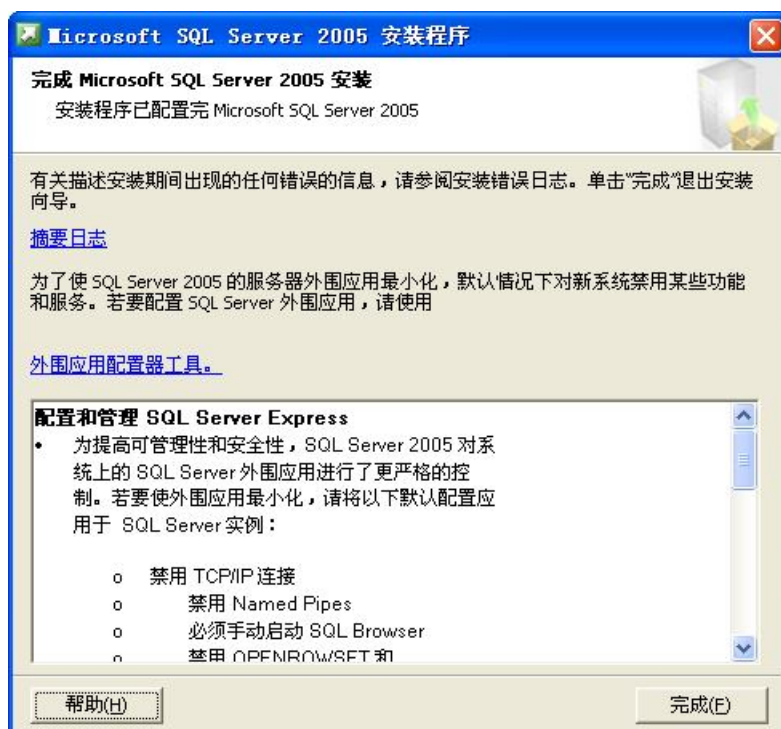 Microsoft SQL Server 2005 安装程序
完成 Microsoft SQL Server 2005 安装
安装程序已配置完 Microsoft SQL Server 2005
有关描述安装期间出现的任何错误的信息，请参阅安装错误日志。单击“完成”退出安装
向导。
摘要日志
为了使 SQL Server 2005 的服务器外围应用最小化，默认情况下对新系统禁用某些功能
和服务。若要配置 SQL Server 外围应用，请使用
外围应用配置器工具。
配置和管理 SQL Server Express
• 为提高可管理性和安全性，SQL Server 2005 对系
统上的 SQL Server 外围应用进行了更严格的控
制。若要使外围应用最小化，请将以下默认配置应
用于 SQL Server 实例：
o 禁用 TCP/IP 连接
o 禁用 Named Pipes
o 必须手动启动 SQL Browser
o 禁用 OPENROWSET 和
帮助(H)
完成(F)